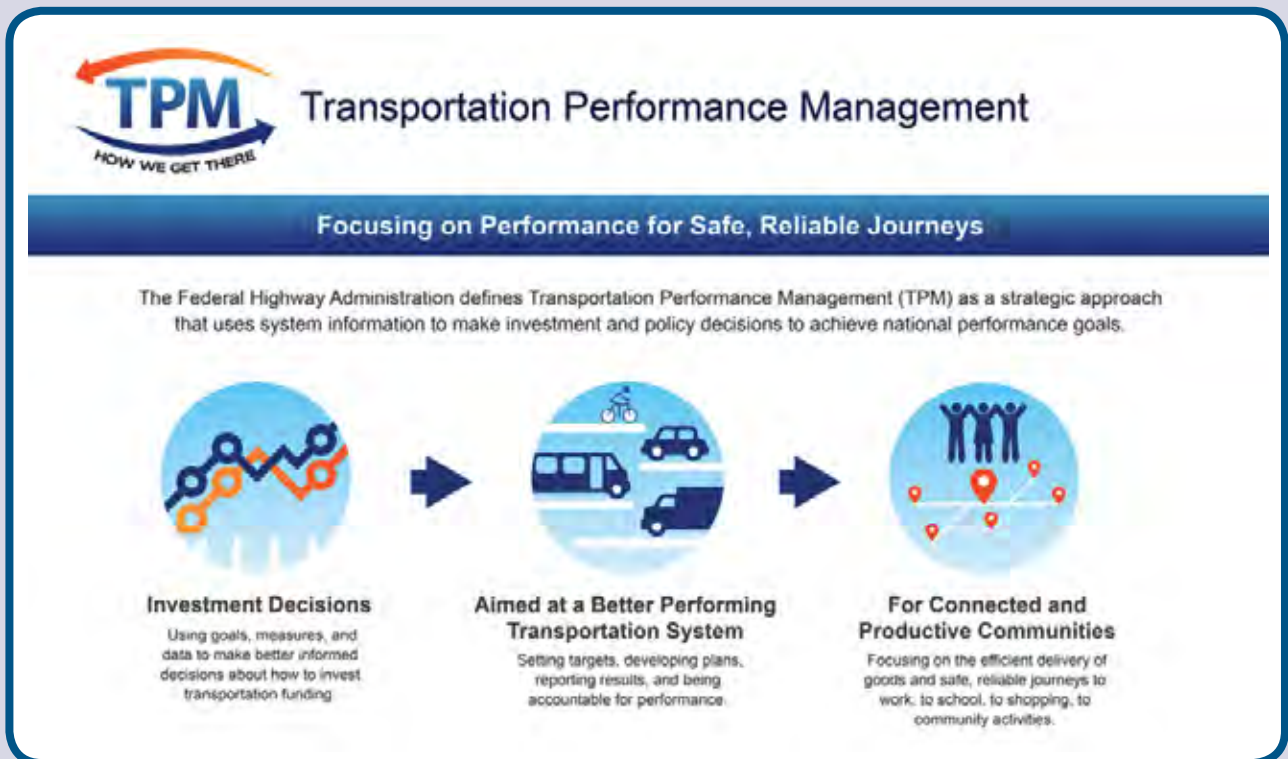 TPM
HOW WE GET THERE
Transportation Performance Management
Focusing on Performance for Safe, Reliable Journeys
The Federal Highway Administration defines Transportation Performance Management (TPM) as a strategic approach
that uses system information to make investment and policy decisions to achieve national performance goals.
Investment Decisions
Using goals, measures, and
data to make better informed
decisions about how to invest
transportation funding
Aimed at a Better Performing
Transportation System
Setting targets, developing plans,
reporting results, and being
accountable for performance.
For Connected and
Productive Communities
Focusing on the efficient delivery of
goods and safe, reliable journeys to
work, to school, to shopping, to
community activities.